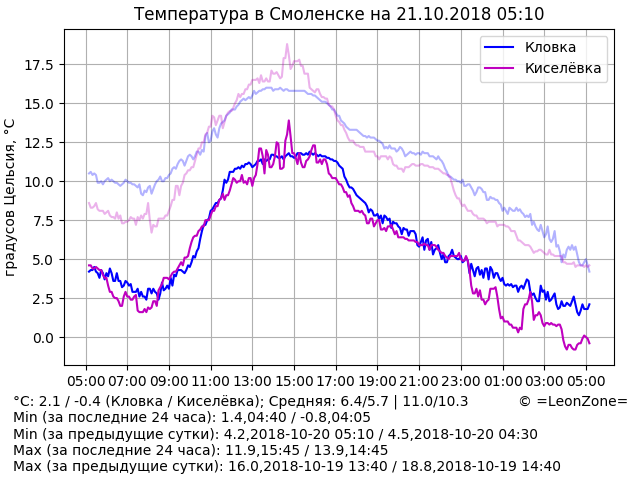 Температура в Смоленске на 21.10.2018 05:10
Кловка
Киселёвка
градусов Цельсия, °C
17.5
15.0
12.5
10.0
7.5
5.0
2.5
0.0
05:00 07:00 09:00 11:00 13:00 15:00 17:00 19:00 21:00 23:00 01:00 03:00 05:00
°C: 2.1 / -0.4 (Кловка / Киселёвка); Средняя: 6.4/5.7 | 11.0/10.3 © =LeonZone=
Min (за последние 24 часа): 1.4,04:40 / -0.8,04:05
Min (за предыдущие сутки): 4.2,2018-10-20 05:10 / 4.5,2018-10-20 04:30
Max (за последние 24 часа): 11.9,15:45 / 13.9,14:45
Max (за предыдущие сутки): 16.0,2018-10-19 13:40 / 18.8,2018-10-19 14:40